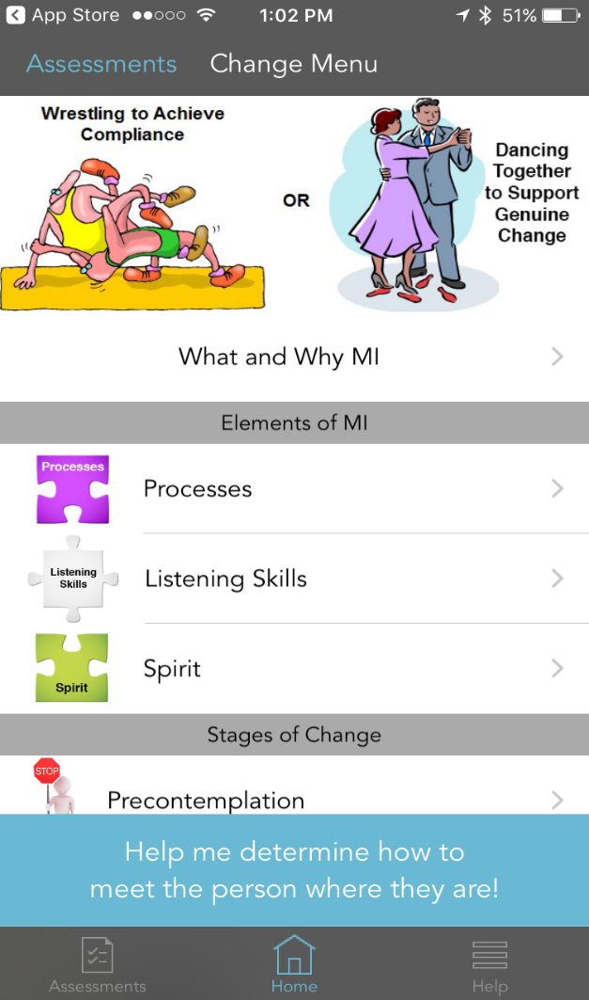 App Store
1:02 PM
51%
Assessments
Change Menu
Wrestling to Achieve
Compliance
OR
Dancing
Together
to Support
Genuine
Change
What and Why MI
Elements of MI
Processes
Processes
Listening
Skills
Listening Skills
Spirit
Spirit
Stages of Change
STOP
Precontemplation
Help me determine how to
meet the person where they are!
Assessments
Home
Help